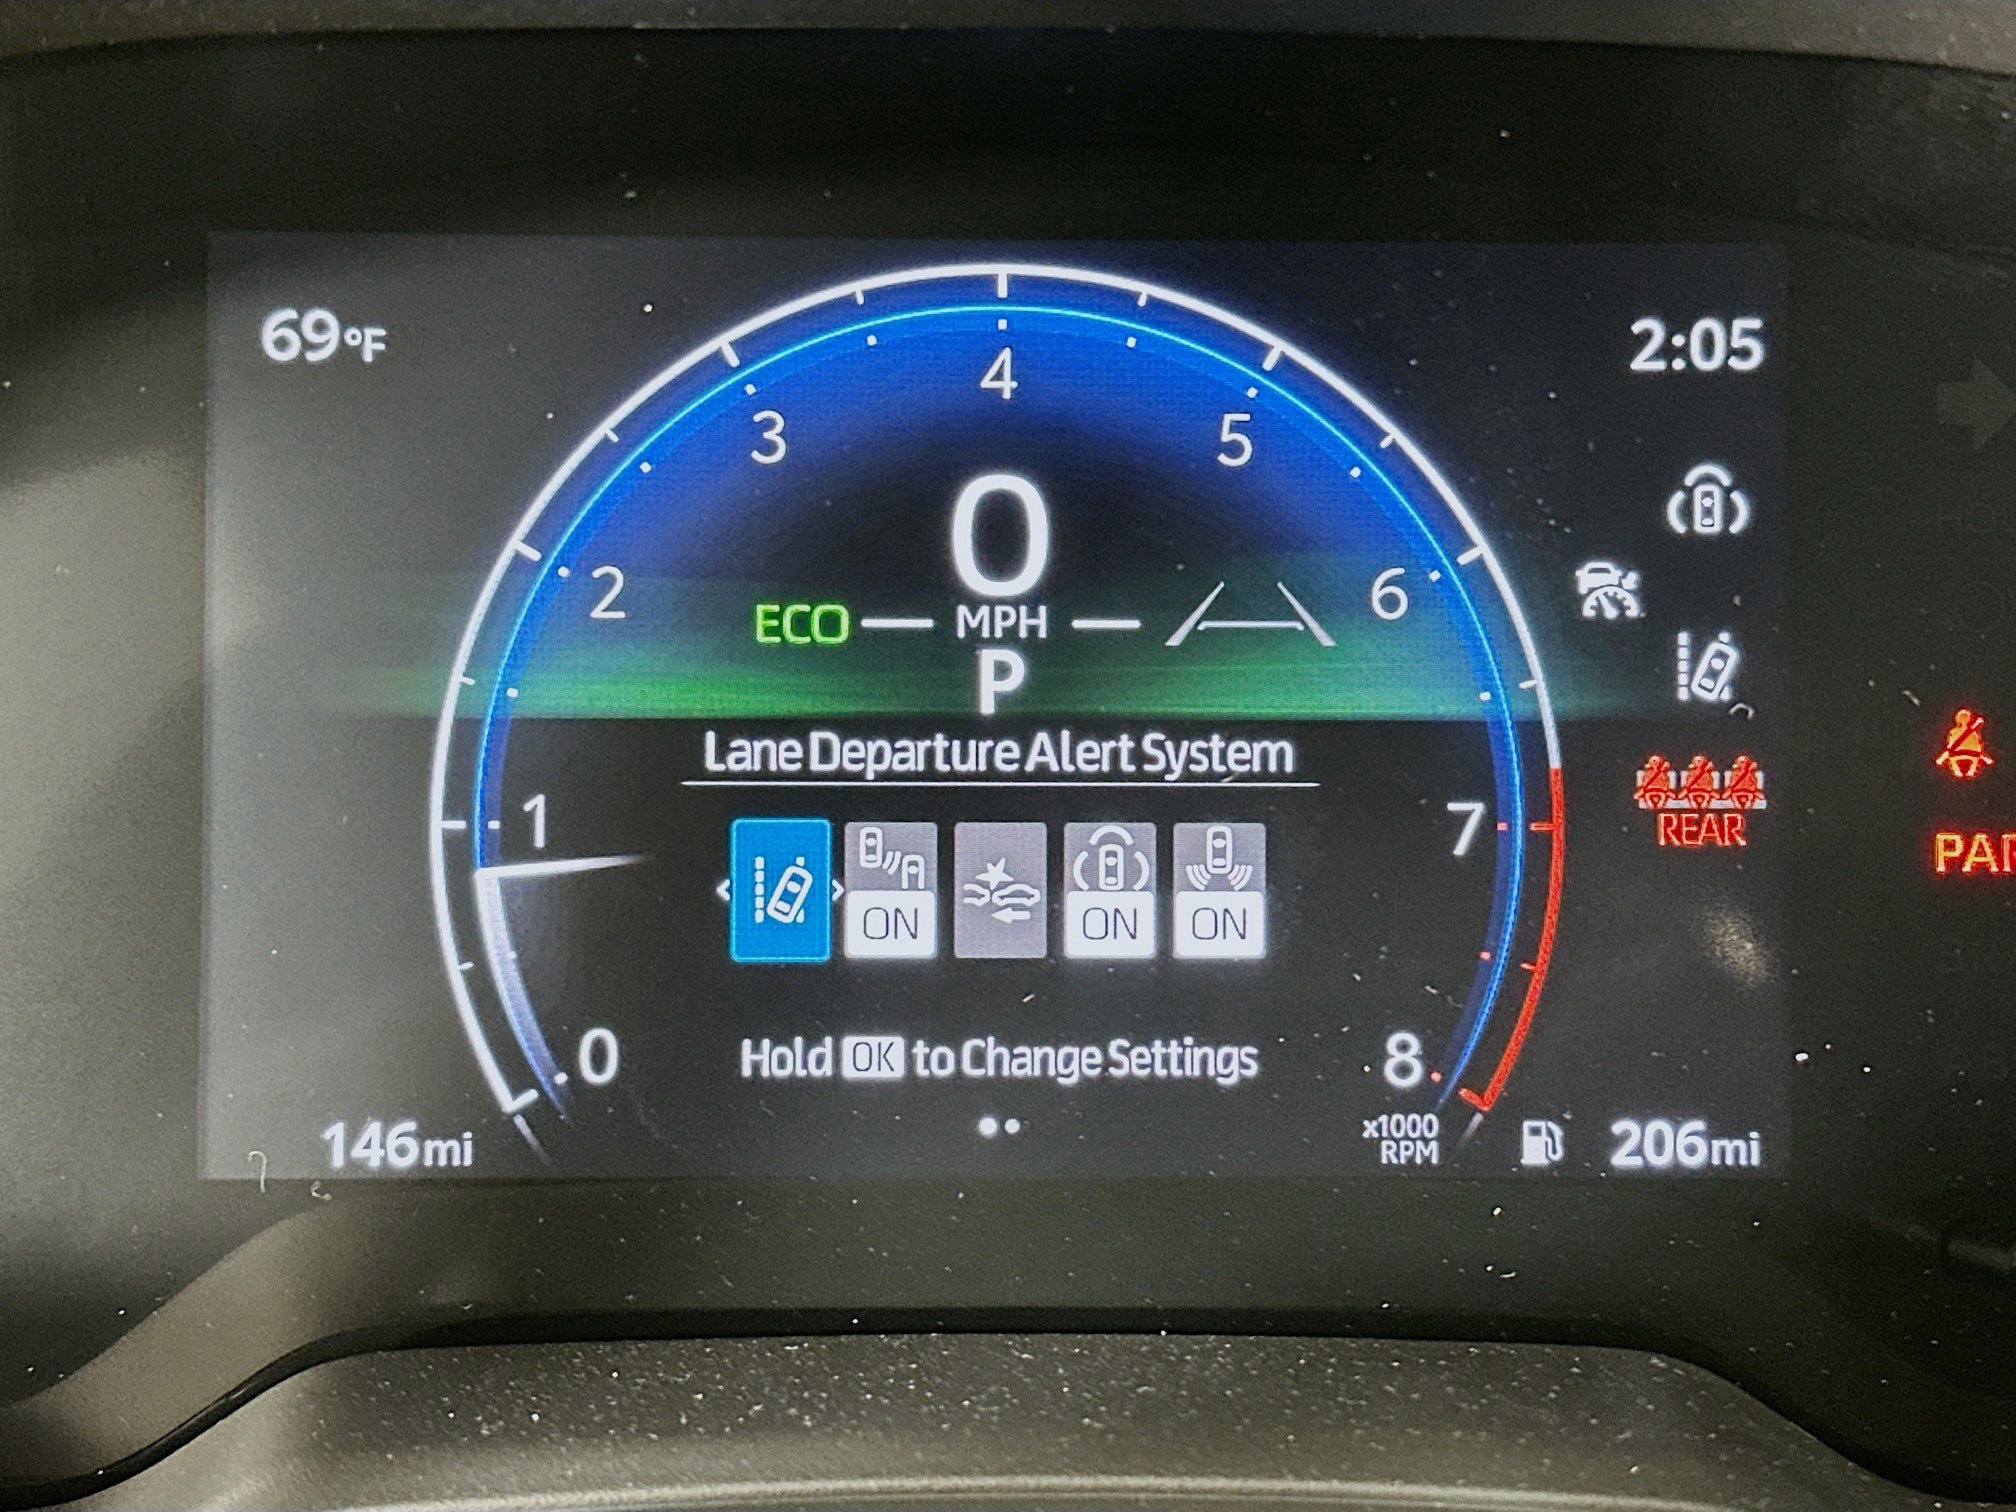 69°F
2:05
4
3
5
0
2
6
ECO
MPH
P
Lane Departure Alert System
1
7
REAR
ON
ON
ON
0
Hold OK to Change Settings
8
x1000
RPM
146mi
206mi